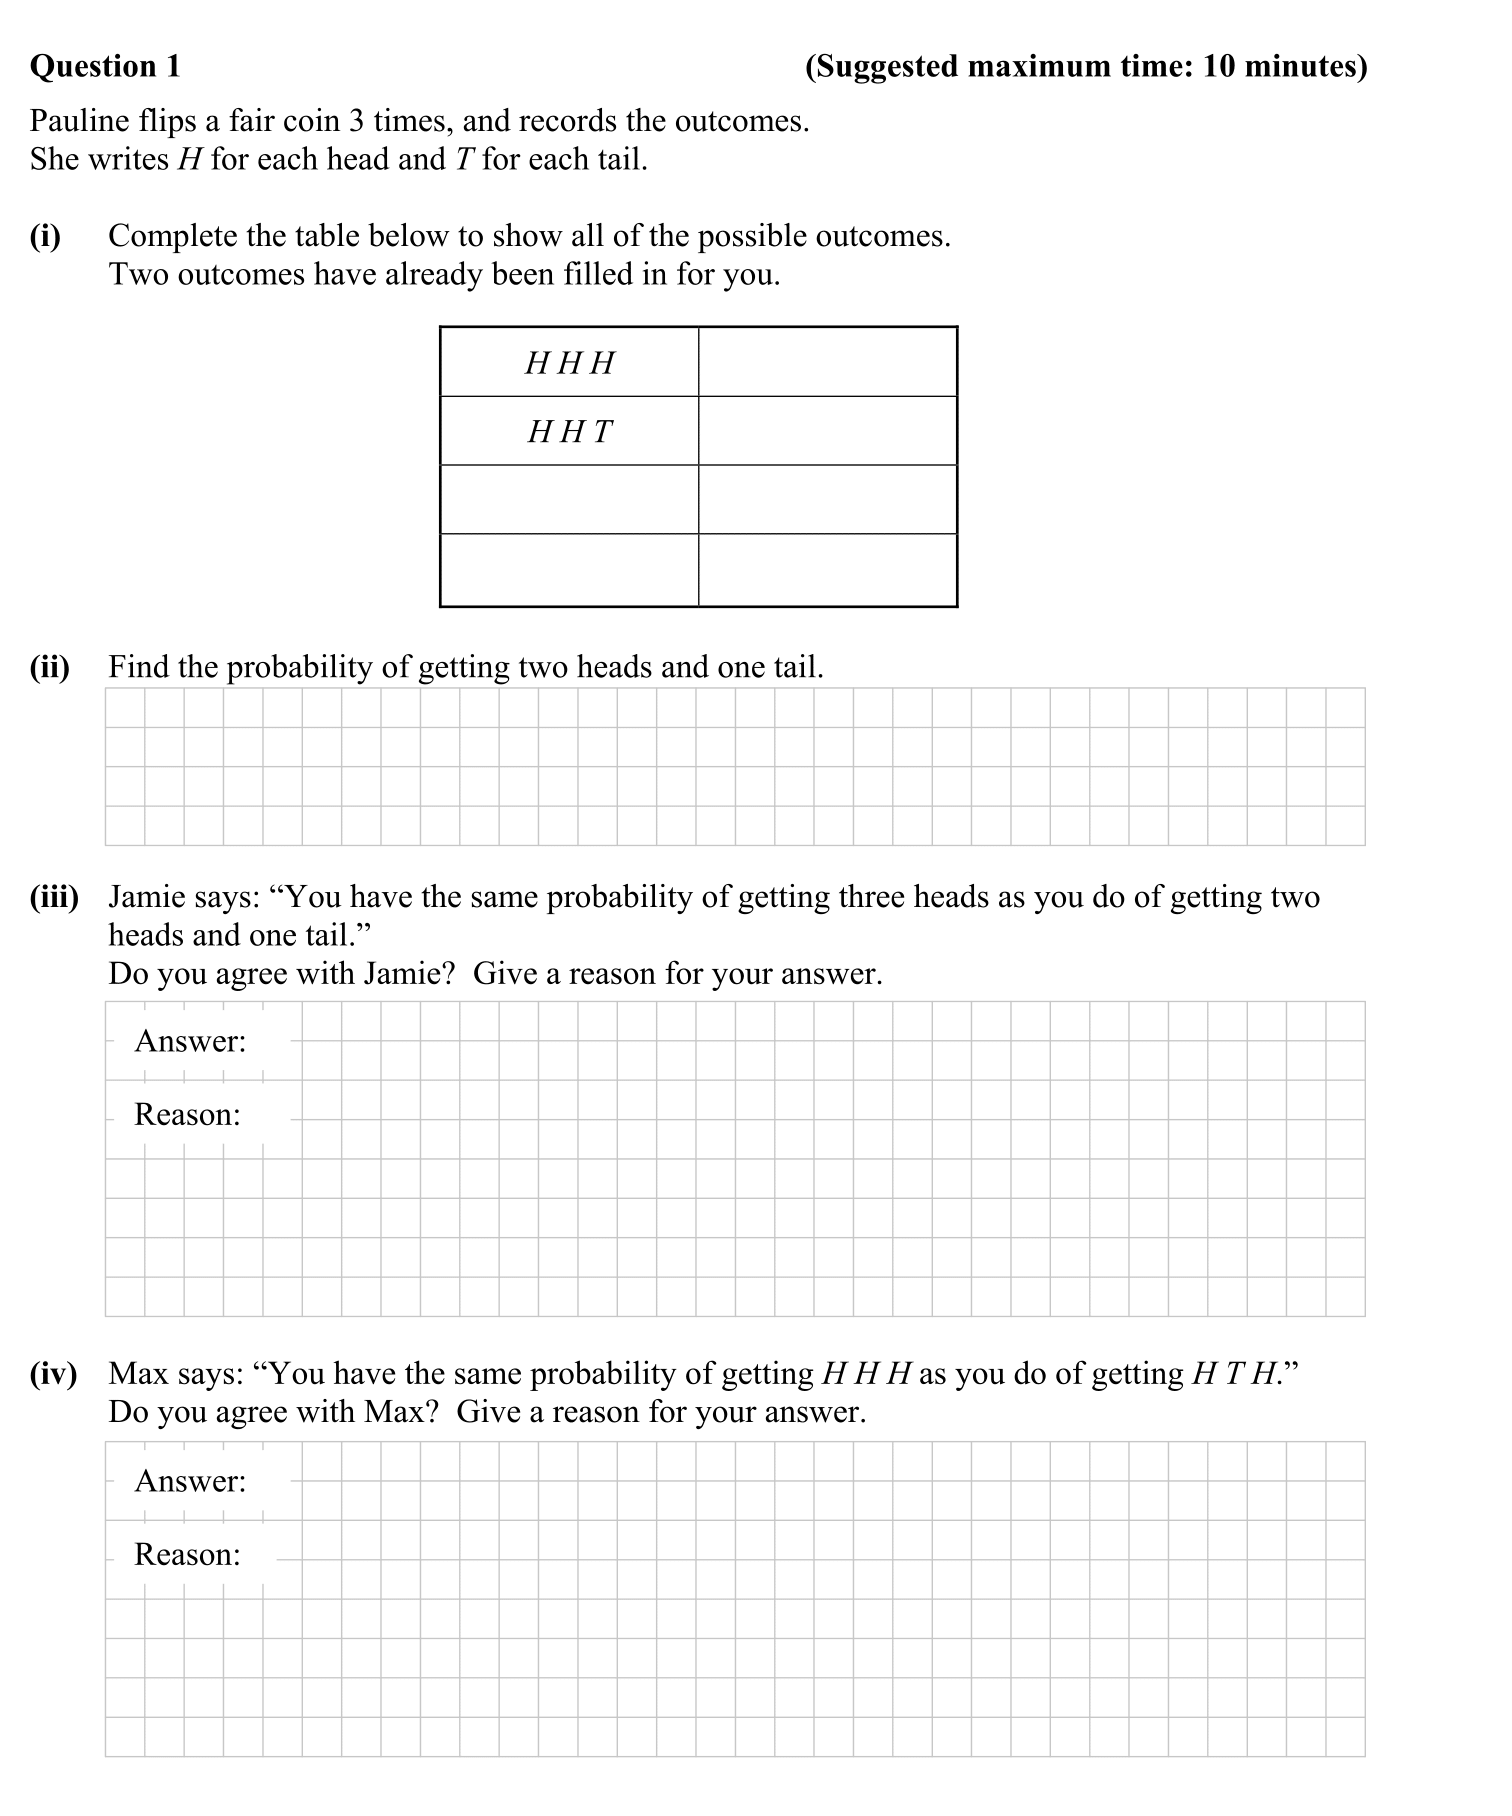 Question 1 (Suggested maximum time: 10 minutes)
Pauline flips a fair coin 3 times, and records the outcomes.
She writes H for each head and T for each tail.
(i) Complete the table below to show all of the possible outcomes.
Two outcomes have already been filled in for you.
H H H
H H T
(ii) Find the probability of getting two heads and one tail.
(iii) Jamie says: “You have the same probability of getting three heads as you do of getting two
heads and one tail.”
Do you agree with Jamie? Give a reason for your answer.
Answer:
Reason:
(iv) Max says: “You have the same probability of getting H H H as you do of getting H T H.”
Do you agree with Max? Give a reason for your answer.
Answer:
Reason: